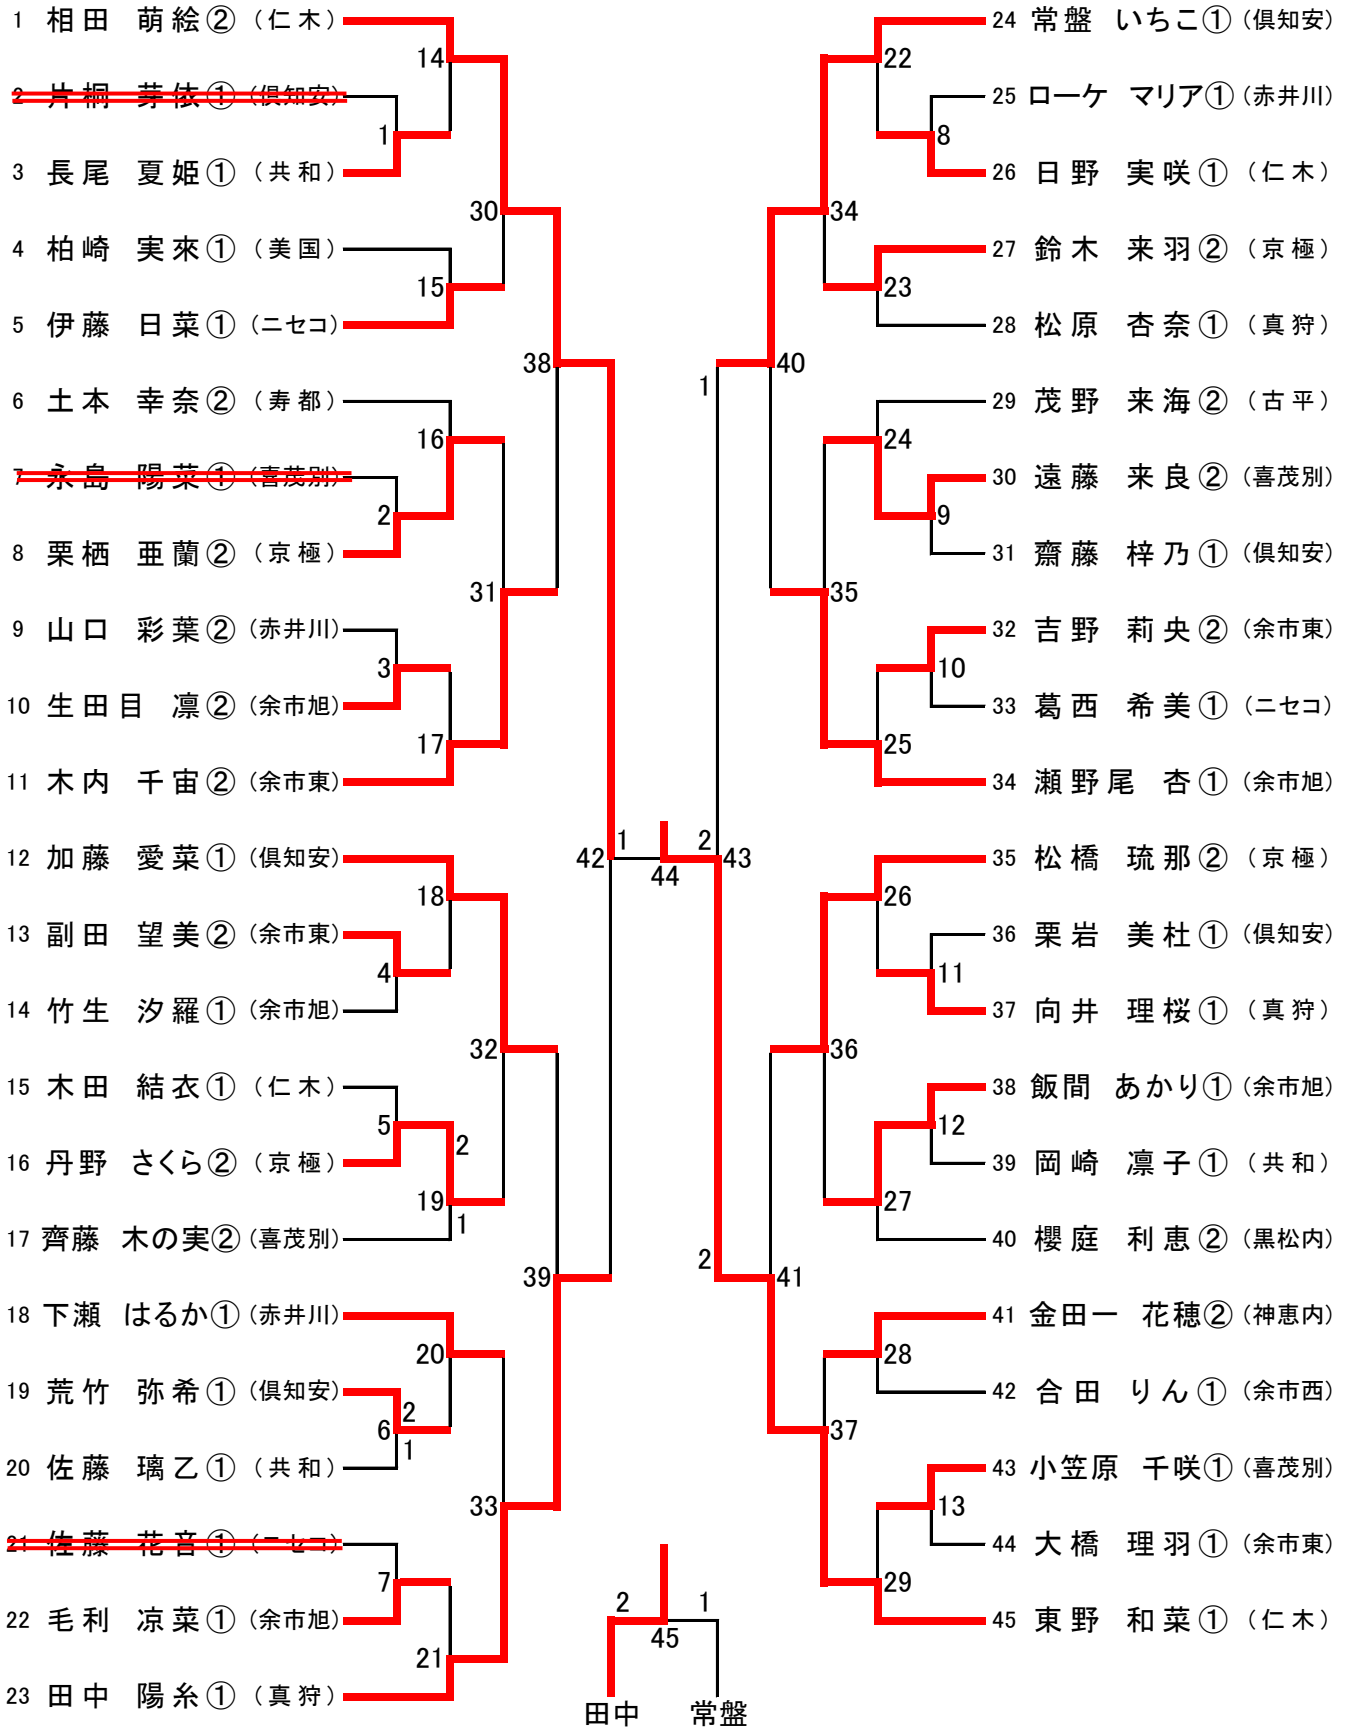 1 相田 萌絵② (仁木)
2 片桐 芽依① (倶知安)
3 長尾 夏姫① (共和)
4 柏崎 実來① (美国)
5 伊藤 日菜① (ニセコ)
6 土本 幸奈② (寿都)
7 永島 陽菜① (喜茂別)
8 栗栖 亜蘭② (京極)
9 山口 彩葉② (赤井川)
10 生田目 凛② (余市旭)
11 木内 千宙② (余市東)
12 加藤 愛菜① (倶知安)
13 副田 望美② (余市東)
14 竹生 汐羅① (余市旭)
15 木田 結衣① (仁木)
16 丹野 さくら② (京極)
17 齊藤 木の実② (喜茂別)
18 下瀬 はるか① (赤井川)
19 荒竹 弥希① (倶知安)
20 佐藤 璃乙① (共和)
21 佐藤 花音① (ニセコ)
22 毛利 凉菜① (余市旭)
23 田中 陽糸① (真狩)
14
1
30
15
38
16
2
31
3
17
42
18
4
32
5
2
19
1
39
20
2
6
1
33
7
21
1
44
2
43
1
2
2
1
45
田中 常盤
22
8
34
23
40
24
9
35
10
25
26
11
36
12
27
41
28
37
13
29
24 常盤 いちこ① (倶知安)
25 ローケ マリア① (赤井川)
26 日野 実咲① (仁木)
27 鈴木 来羽② (京極)
28 松原 杏奈① (真狩)
29 茂野 来海② (古平)
30 遠藤 来良② (喜茂別)
31 齋藤 梓乃① (倶知安)
32 吉野 莉央② (余市東)
33 葛西 希美① (ニセコ)
34 瀬野尾 杏① (余市旭)
35 松橋 琉那② (京極)
36 栗岩 美杜① (倶知安)
37 向井 理桜① (真狩)
38 飯間 あかり① (余市旭)
39 岡崎 凛子① (共和)
40 櫻庭 利恵② (黒松内)
41 金田一 花穂② (神恵内)
42 合田 りん① (余市西)
43 小笠原 千咲① (喜茂別)
44 大橋 理羽① (余市東)
45 東野 和菜① (仁木)